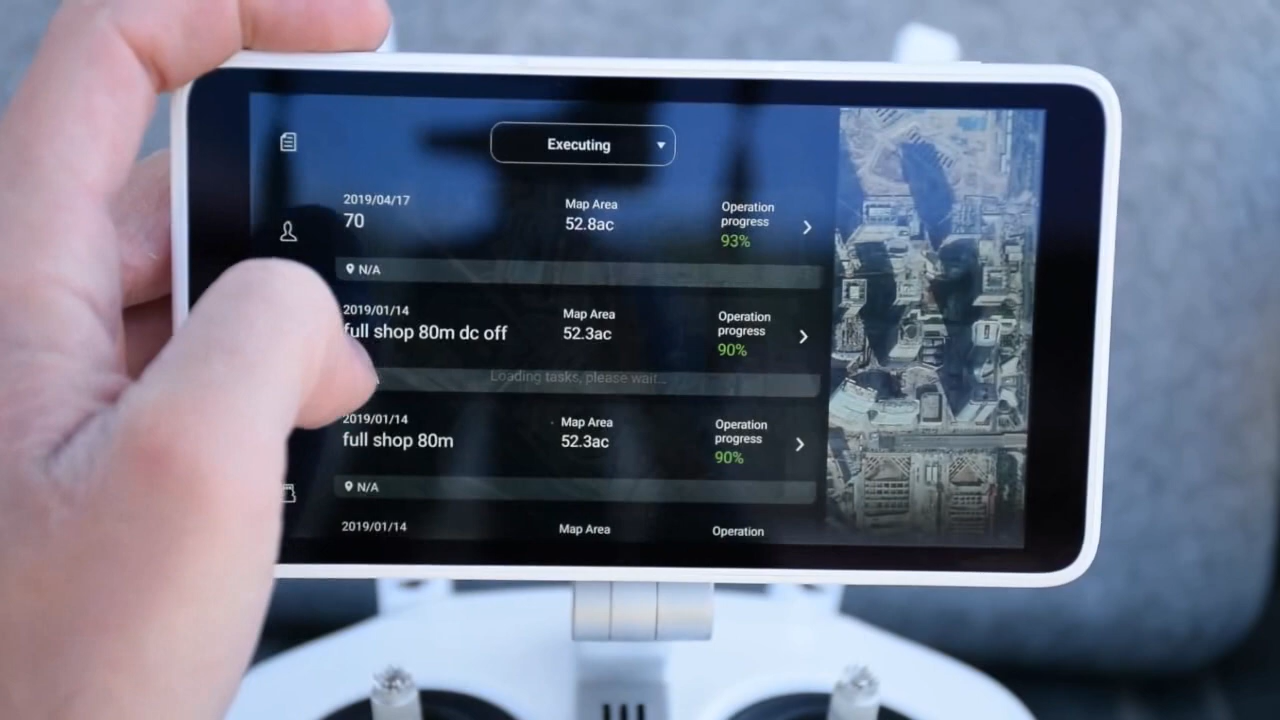 Executing
2019/04/17
70
Map Area
52.8ac
Operation
progress
93%
N/A
2019/01/14
full shop 80m dc off
Map Area
52.3ac
Operation
progress
90%
Loading tasks, please wait...
2019/01/14
full shop 80m
Map Area
52.3ac
Operation
progress
90%
N/A
2019/01/14
Map Area
Operation